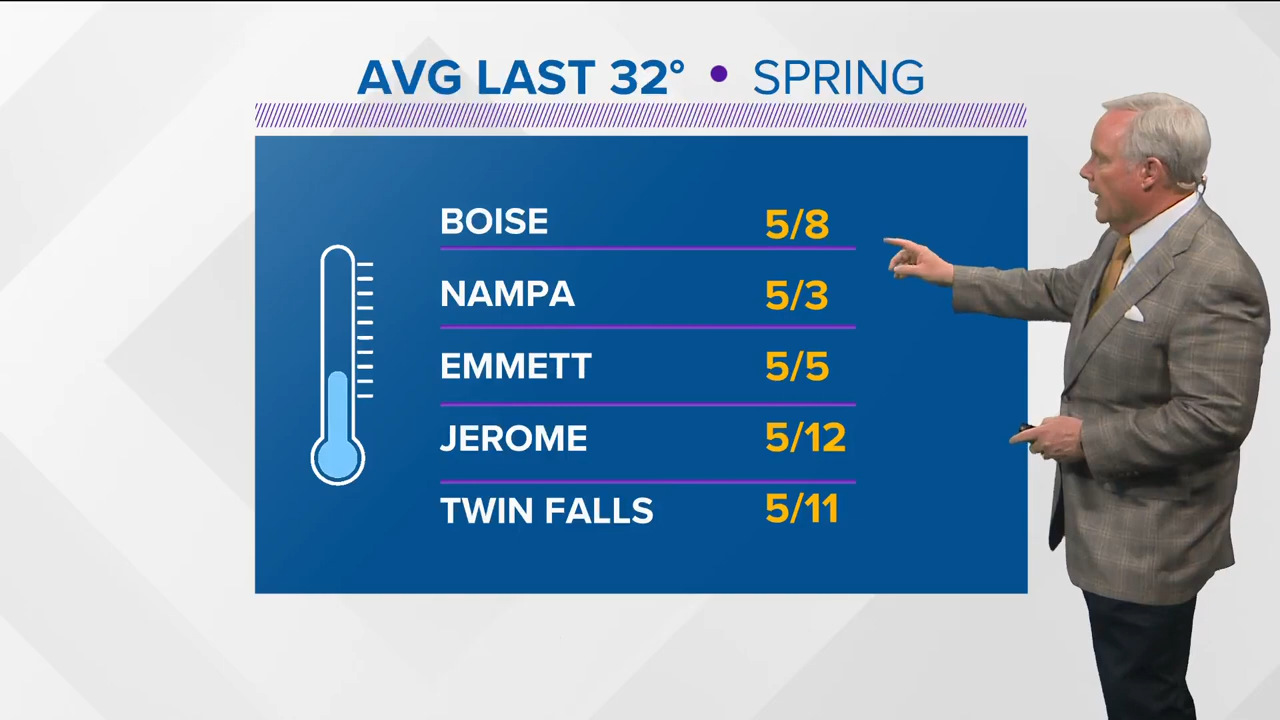 AVG LAST 32° • SPRING
BOISE 5/8
NAMPA 5/3
EMMETT 5/5
JEROME 5/12
TWIN FALLS 5/11